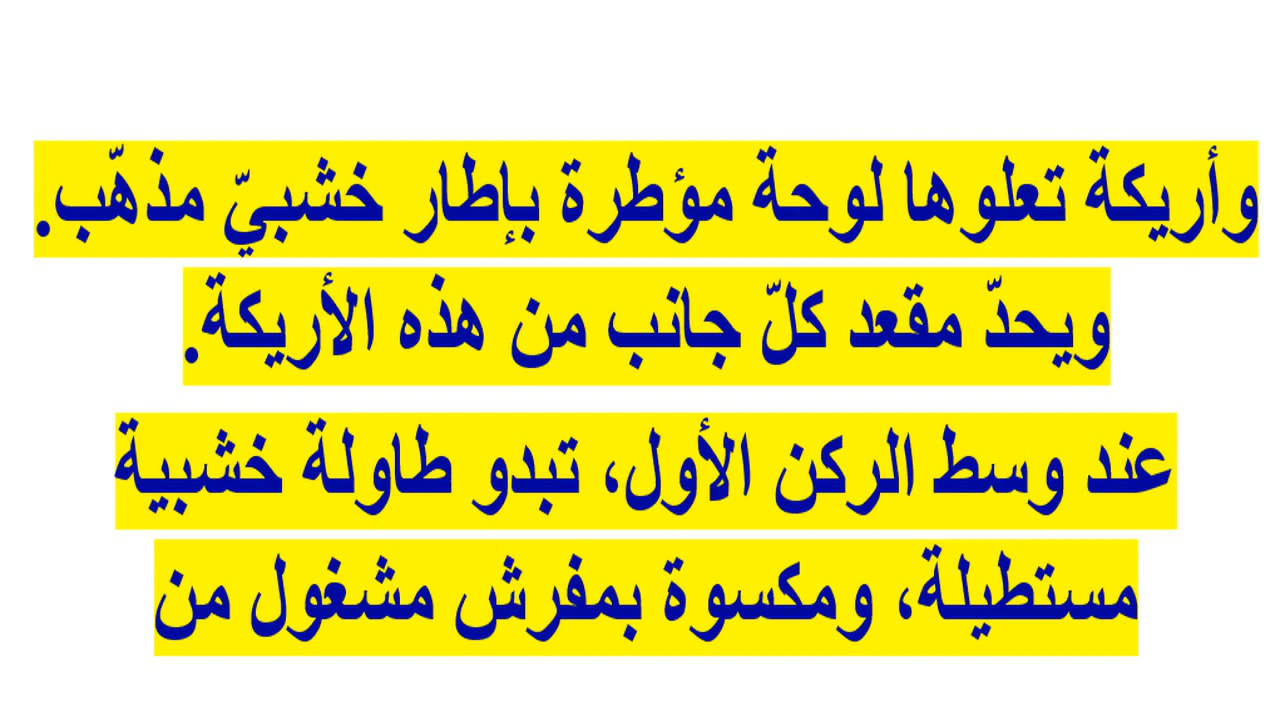 وأريكة تعلوها لوحة مؤطرة بإطار خشبيّ مذهّب.
ويحدّ مقعد كلّ جانب من هذه الأريكة.
عند وسط الركن الأول، تبدو طاولة خشبية
مستطيلة، ومكسوة بمفرش مشغول من